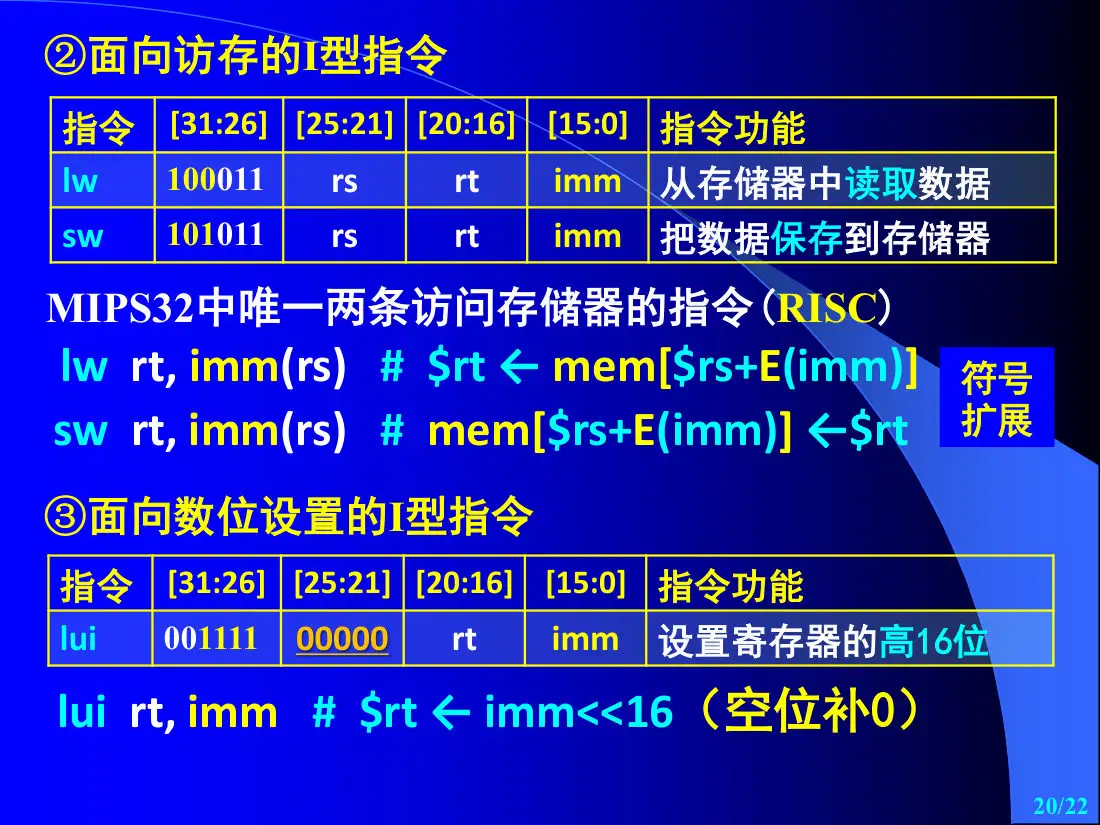 ②面向访存的I型指令
指令 [31:26] [25:21] [20:16] [15:0] 指令功能
lw 100011 rs rt imm 从存储器中读取数据
sw 101011 rs rt imm 把数据保存到存储器
MIPS32中唯一两条访问存储器的指令(RISC)
lw rt, imm(rs) # $rt ← mem[$rs+E(imm)]
sw rt, imm(rs) # mem[$rs+E(imm)] ←$rt
符号
扩展
③面向数位设置的I型指令
指令 [31:26] [25:21] [20:16] [15:0] 指令功能
lui 001111 00000 rt imm 设置寄存器的高16位
lui rt, imm # $rt ← imm<<16（空位补0）
20/22